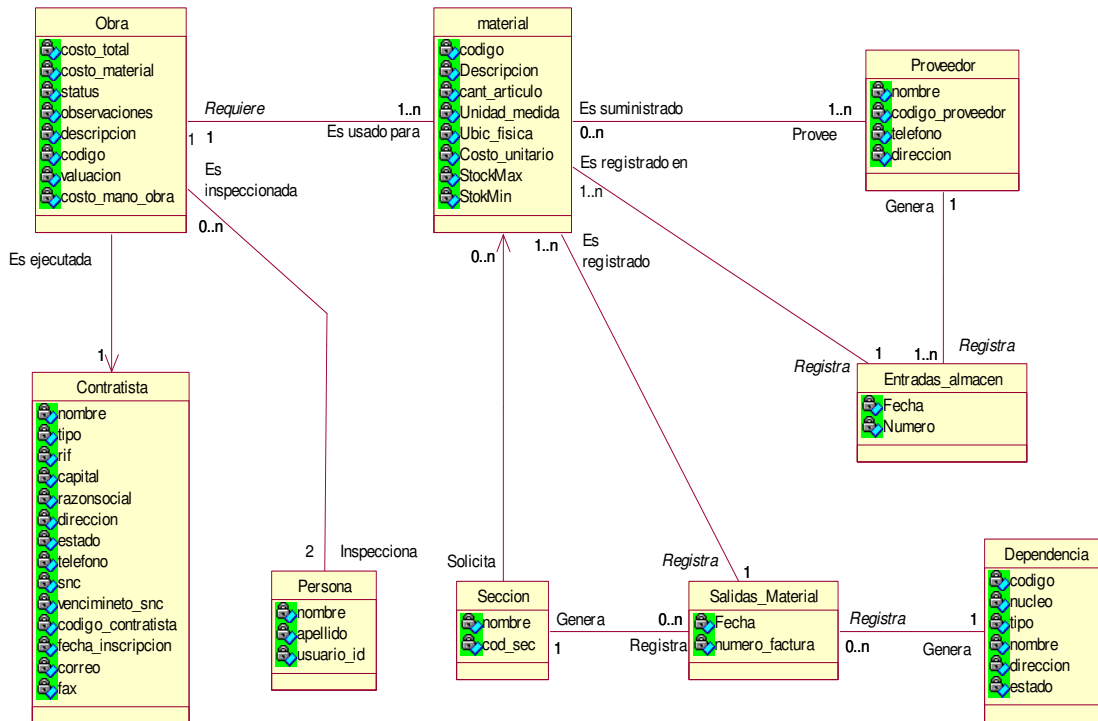 Obra
costo_total
costo_material
status
observaciones
descripcion
codigo
valuacion
costo_mano_obra
Requiere
1..n
1
1
Es usado para
Es
inspeccionada
0..n
Es ejecutada
1
material
codigo
Descripcion
cant_articulo
Unidad_medida
Ubic_fisica
Costo_unitario
StockMax
StokMin
Es suministrado
1..n
0..n
Provee
Es registrado en
1..n
Proveedor
nombre
codigo_proveedor
telefono
direccion
Genera
1
0..n
1..n
Es
registrado
Registra
1
1..n
Registra
Entradas_almacen
Fecha
Numero
Contratista
nombre
tipo
rif
capital
razonsocial
direccion
estado
telefono
snc
vencimineto_snc
codigo_contratista
fecha_inscripcion
correo
fax
2
Inspecciona
Persona
nombre
apellido
usuario_id
Solicita
Seccion
nombre
cod_sec
Genera
0..n
1
Registra
Registra
1
Salidas_Material
Fecha
numero_factura
Registra
1
0..n
Genera
Dependencia
codigo
nucleo
tipo
nombre
direccion
estado